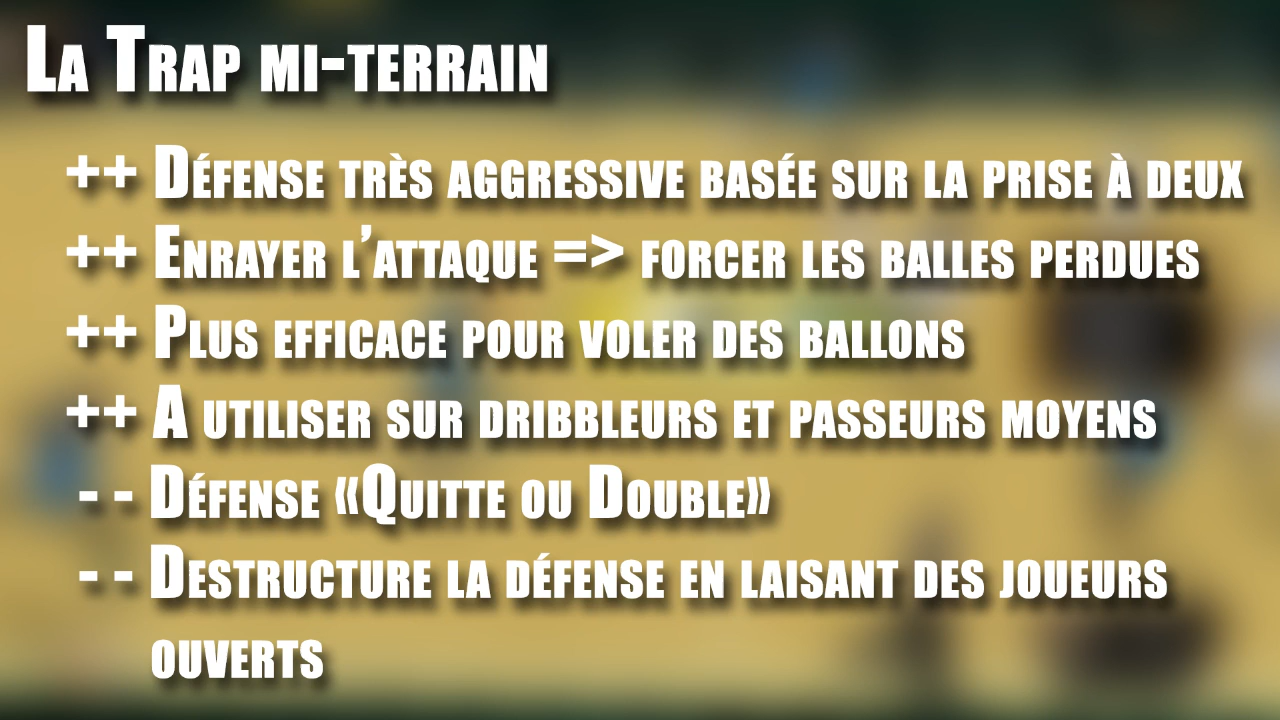 La Trap mi-terrain
++ Défense très aggressive basée sur la prise à deux
++ Enrayer l’attaque => forcer les balles perdues
++ Plus efficace pour voler des ballons
++ A utiliser sur dribbleurs et passeurs moyens
- - Défense «Quitte ou Double»
- - Destructure la défense en laisant des joueurs
ouverts